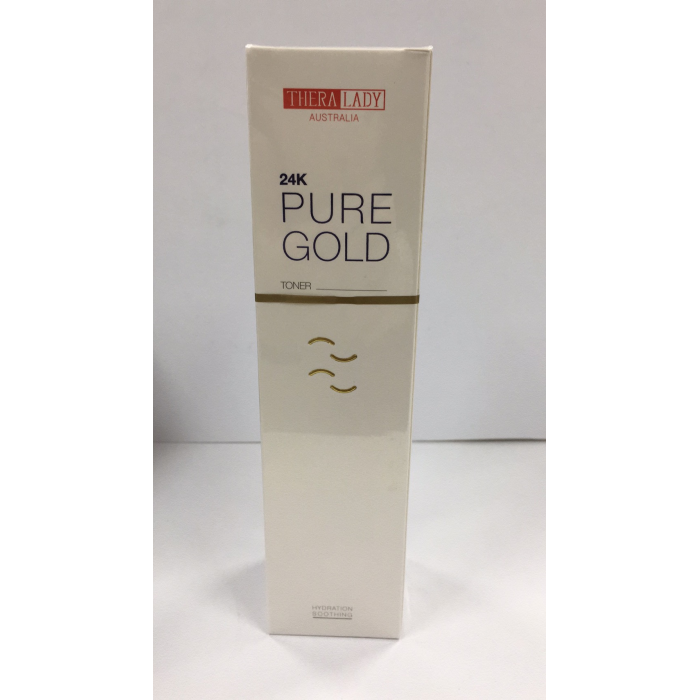 THERA LADY
AUSTRALIA
24K
PURE
GOLD
TONER
HYDRATION
SOOTHING